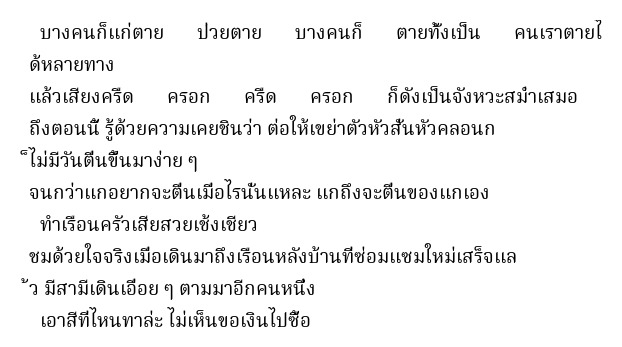 บางคนก็แก่ตาย ป่วยตาย บางคนก็ ตายทั้งเป็น คนเราตายไ
ด้หลายทาง
แล้วเสียงครืด ครอก ครืด ครอก ก็ดังเป็นจังหวะสม่ำเสมอ
ถึงตอนนี้ รู้ด้วยความเคยชินว่า ต่อให้เขย่าตัวหัวสั่นหัวคลอนก
็ไม่มีวันตื่นขึ้นมาง่าย ๆ
จนกว่าแกอยากจะตื่นเมื่อไรนั่นแหละ แกถึงจะตื่นของแกเอง
ทำเรือนครัวเสียสวยเช้งเชียว
ชมด้วยใจจริงเมื่อเดินมาถึงเรือนหลังบ้านที่ซ่อมแซมใหม่เสร็จแล
้ว มีสามีเดินเอื่อย ๆ ตามมาอีกคนหนึ่ง
เอาสีที่ไหนทาล่ะ ไม่เห็นขอเงินไปซื้อ